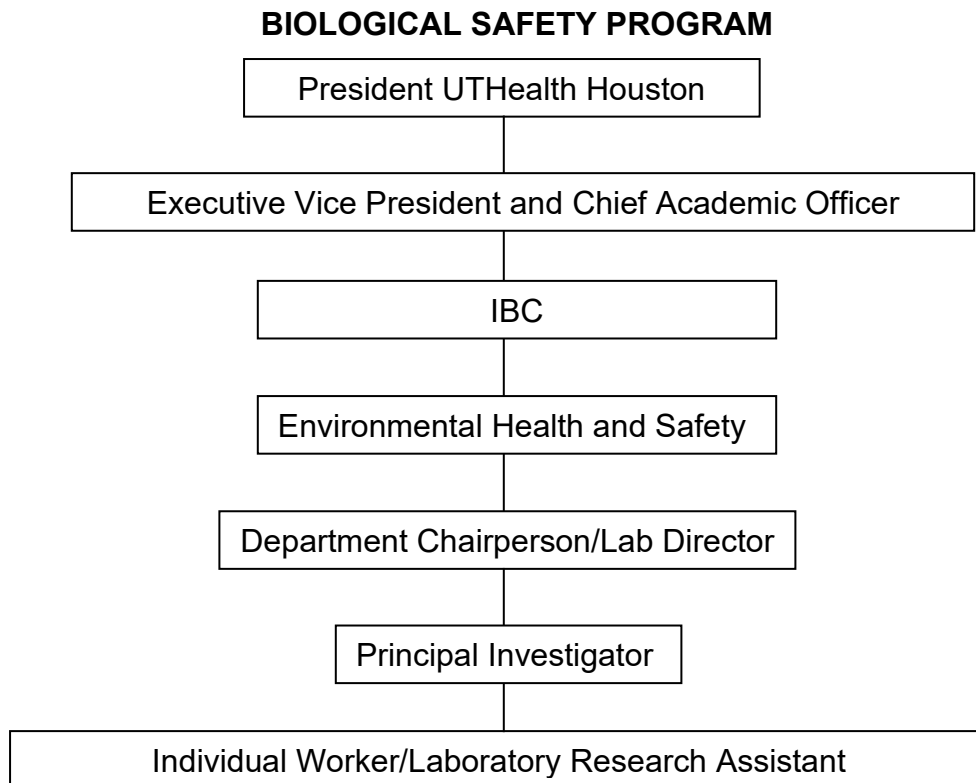 BIOLOGICAL SAFETY PROGRAM
President UTHealth Houston
Executive Vice President and Chief Academic Officer
IBC
Environmental Health and Safety
Department Chairperson/Lab Director
Principal Investigator
Individual Worker/Laboratory Research Assistant